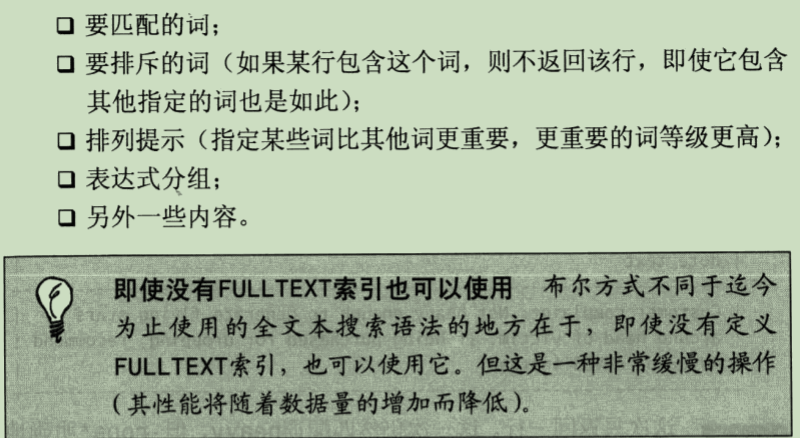 ❑ 要匹配的词；
❑ 要排斥的词（如果某行包含这个词，则不返回该行，即使它包含
其他指定的词也是如此）；
❑ 排列提示（指定某些词比其他词更重要，更重要的词等级更高）；
❑ 表达式分组；
❑ 另外一些内容。
即使没有FULLTEXT索引也可以使用 布尔方式不同于迄今
为止使用的全文本搜索语法的地方在于，即使没有定义
FULLTEXT索引，也可以使用它。但这是一种非常缓慢的操作
（其性能将随着数据量的增加而降低）。